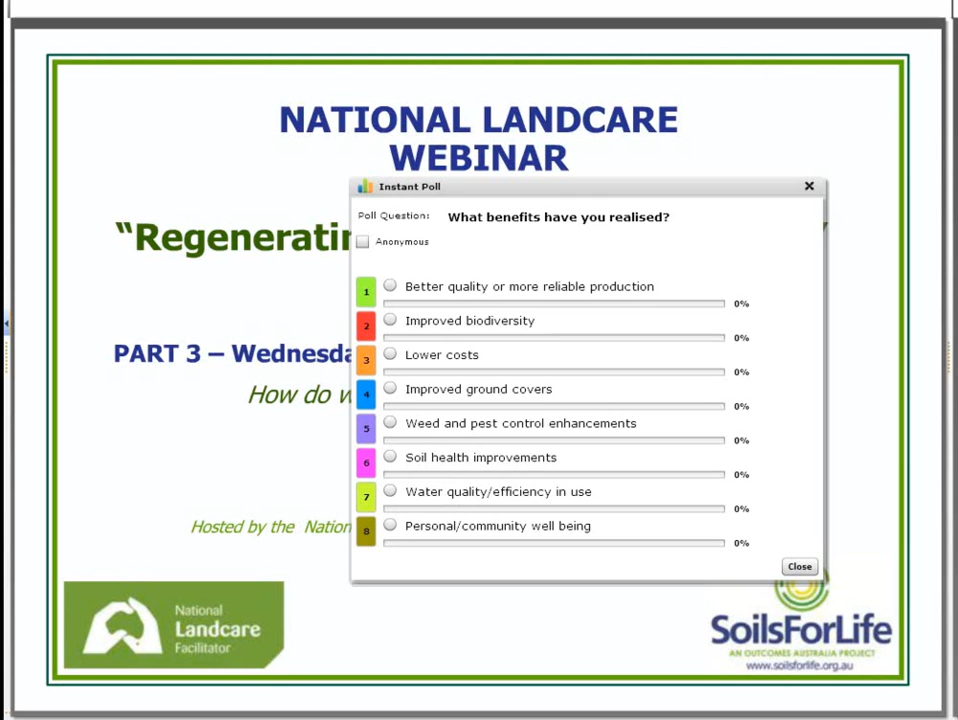 NATIONAL LANDCARE
WEBINAR
Instant Poll
Poll Question: What benefits have you realised?
Anonymous
1 Better quality or more reliable production
0%
2 Improved biodiversity
0%
3 Lower costs
0%
4 Improved ground covers
0%
5 Weed and pest control enhancements
0%
6 Soil health improvements
0%
7 Water quality/efficiency in use
0%
8 Personal/community well being
0%
Close
PART 3 –
How do
Hosted by the
National
Landcare
Facilitator
SoilsForLife
AN OUTCOMES AUSTRALIA PROJECT
www.soilsforlife.org.au